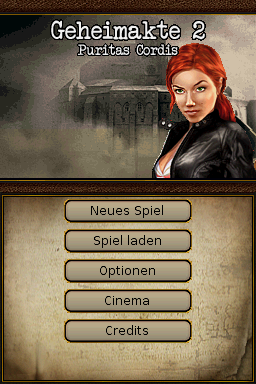 Geheimakte 2
Puritas Cordis
Neues Spiel
Spiel laden
Optionen
Cinema
Credits